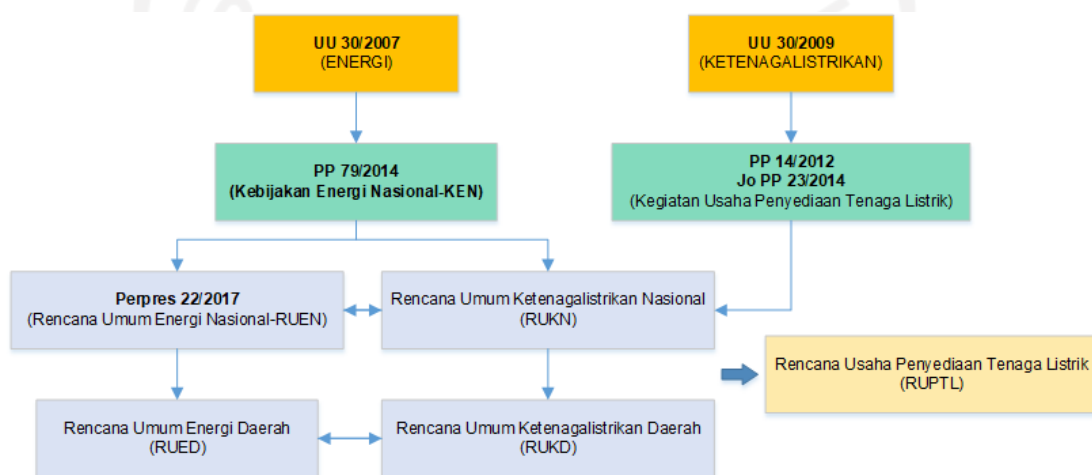 UU 30/2007
(ENERGI)
UU 30/2009
(KETENAGALISTRIKAN)
PP 79/2014
(Kebijakan Energi Nasional-KEN)
PP 14/2012
Jo PP 23/2014
(Kegiatan Usaha Penyediaan Tenaga Listrik)
Perpres 22/2017
(Rencana Umum Energi Nasional-RUEN)
Rencana Umum Ketenagalistrikan Nasional
(RUKN)
Rencana Usaha Penyediaan Tenaga Listrik
(RUPTL)
Rencana Umum Energi Daerah
(RUED)
Rencana Umum Ketenagalistrikan Daerah
(RUKD)